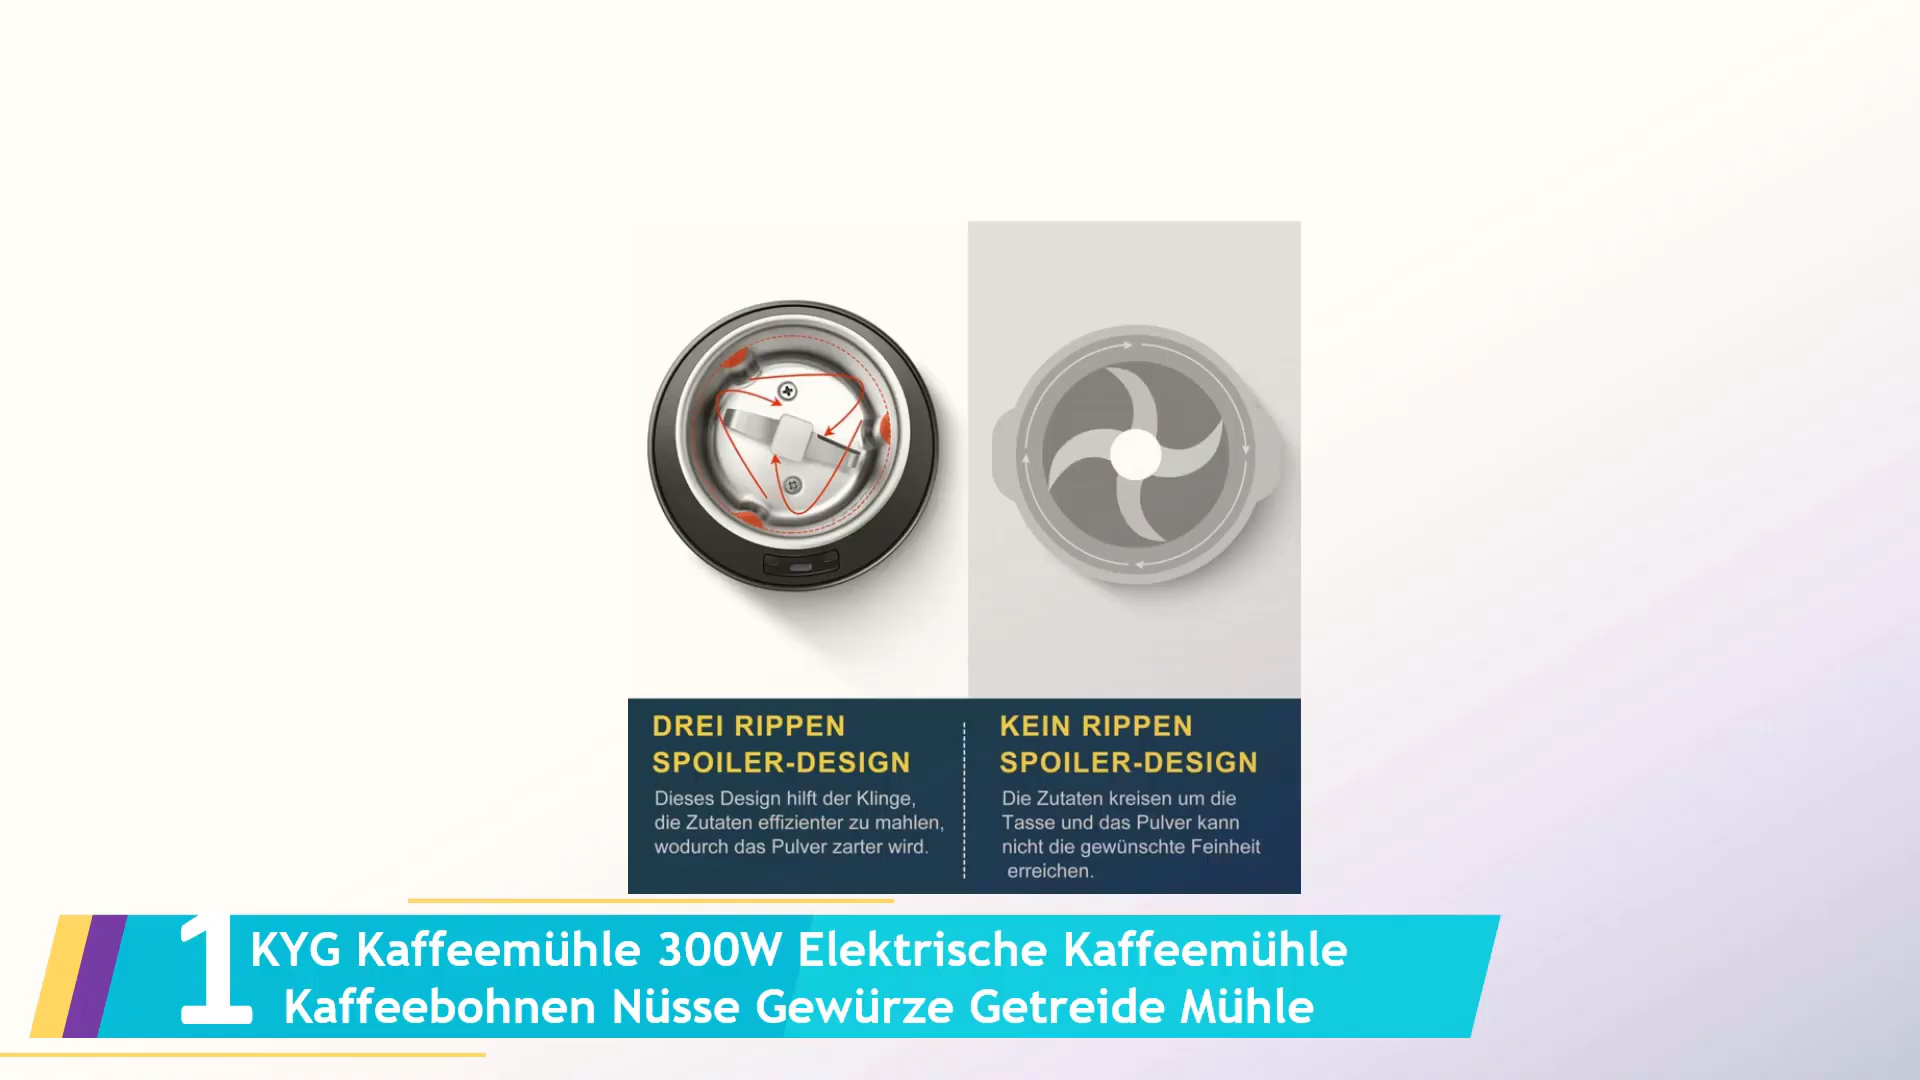 DREI RIPPEN
SPOILER-DESIGN
Dieses Design hilft der Klinge,
die Zutaten effizienter zu mahlen,
wodurch das Pulver zarter wird.
KEIN RIPPEN
SPOILER-DESIGN
Die Zutaten kreisen um die
Tasse und das Pulver kann
nicht die gewünschte Feinheit
erreichen.
1
KYG Kaffeemühle 300W Elektrische Kaffeemühle
Kaffeebohnen Nüsse Gewürze Getreide Mühle